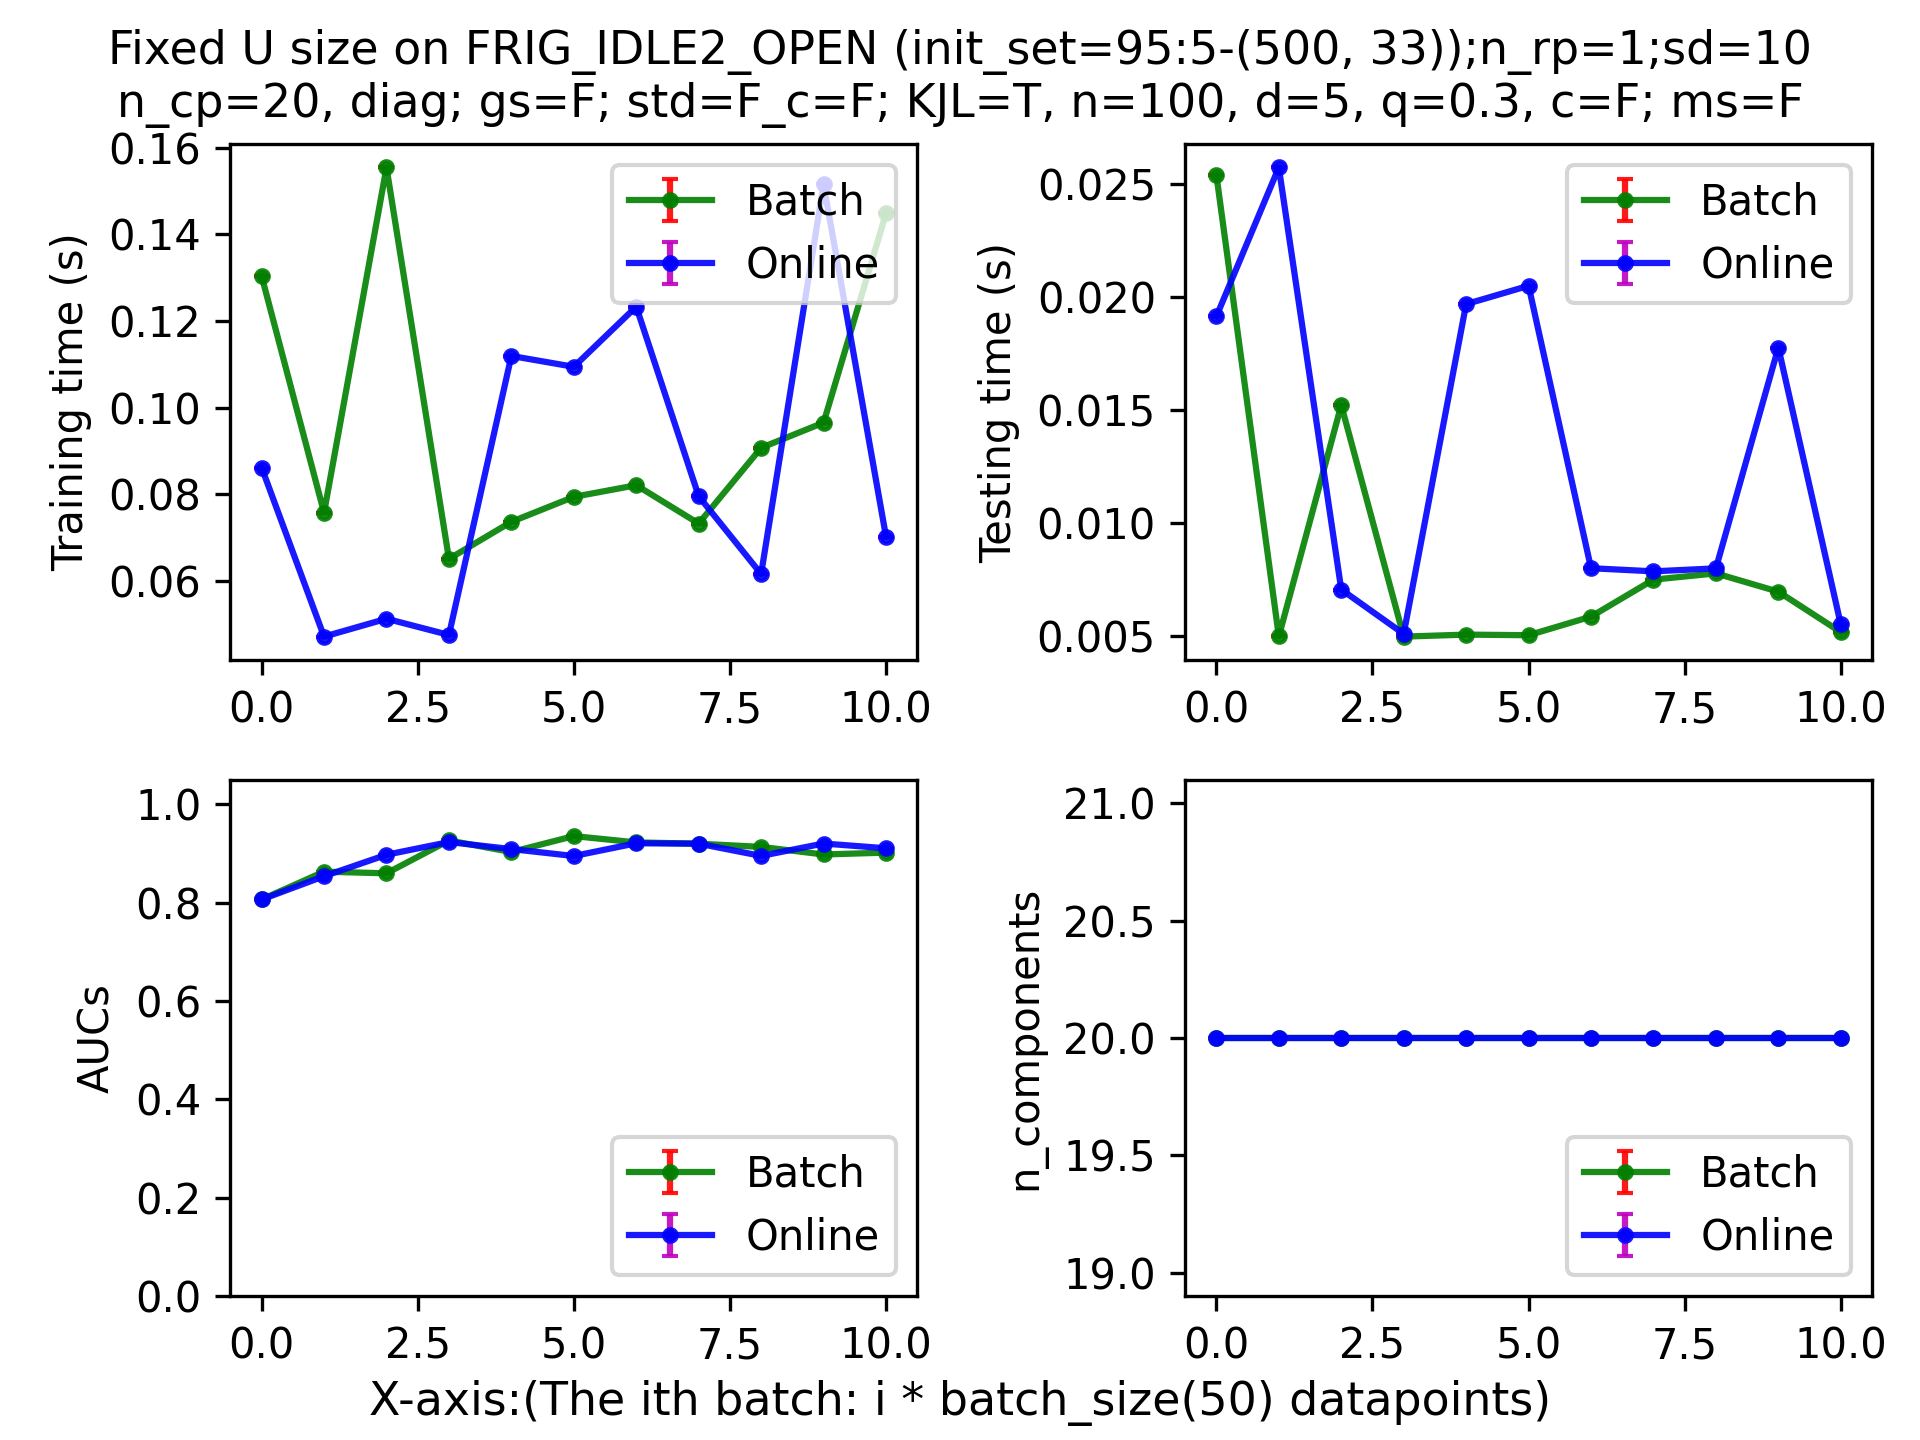 Fixed U size on FRIG_IDLE2_OPEN (init_set=95:5-(500, 33));n_rp=1;sd=10
n_cp=20, diag; gs=F; std=F_c=F; KJL=T, n=100, d=5, q=0.3, c=F; ms=F
Training time (s)
0.16
0.14
0.12
0.10
0.08
0.06
0.0 2.5 5.0 7.5 10.0
Batch
Online
Testing time (s)
0.025
0.020
0.015
0.010
0.005
0.0 2.5 5.0 7.5 10.0
Batch
Online
AUCs
1.0
0.8
0.6
0.4
0.2
0.0
0.0 2.5 5.0 7.5 10.0
Batch
Online
n_components
21.0
20.5
20.0
19.5
19.0
0.0 2.5 5.0 7.5 10.0
Batch
Online
X-axis:(The ith batch: i * batch_size(50) datapoints)